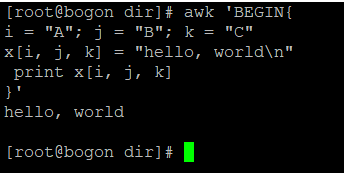 [root@bogon dir]# awk 'BEGIN{
i = "A"; j = "B"; k = "C"
x[i, j, k] = "hello, world\n"
 print x[i, j, k]
}'
hello, world

[root@bogon dir]#